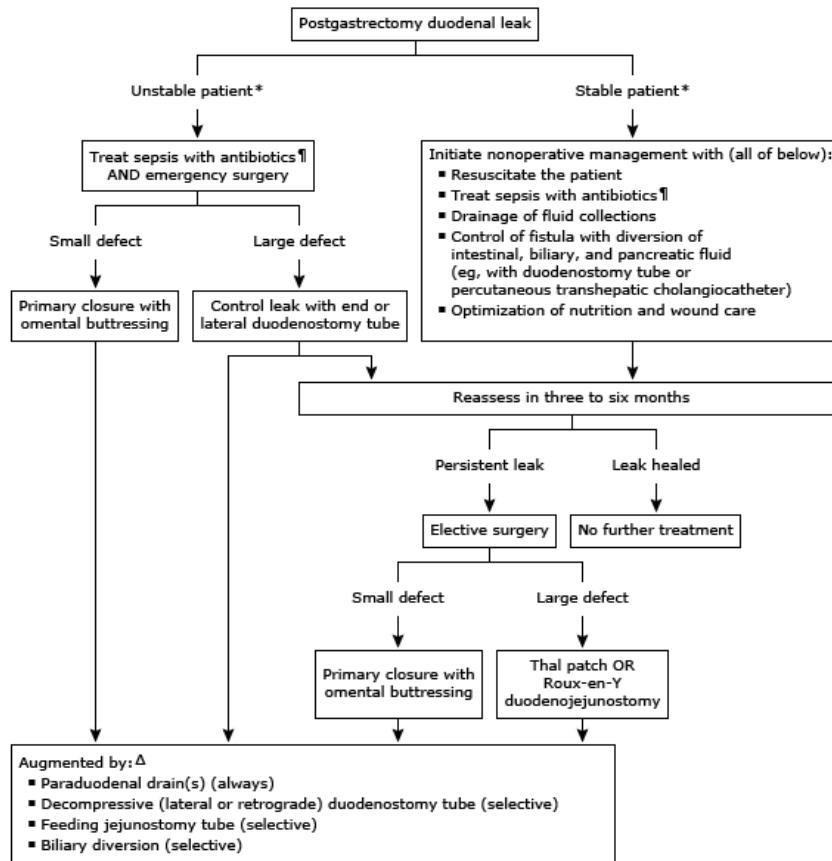 Postgastrectomy duodenal leak
Unstable patient*
Stable patient*
Treat sepsis with antibiotics¶
AND emergency surgery
Initiate nonoperative management with (all of below):
▪ Resuscitate the patient
▪ Treat sepsis with antibiotics¶
▪ Drainage of fluid collections
▪ Control of fistula with diversion of
intestinal, biliary, and pancreatic fluid
(eg, with duodenostomy tube or
percutaneous transhepatic cholangiocatheter)
▪ Optimization of nutrition and wound care
Small defect
Large defect
Primary closure with
omental buttressing
Control leak with end or
lateral duodenostomy tube
Reassess in three to six months
Persistent leak
Leak healed
Elective surgery
No further treatment
Small defect
Large defect
Primary closure with
omental buttressing
Thal patch OR
Roux-en-Y
duodenojejunostomy
Augmented by:Δ
▪ Paraduodenal drain(s) (always)
▪ Decompressive (lateral or retrograde) duodenostomy tube (selective)
▪ Feeding jejunostomy tube (selective)
▪ Biliary diversion (selective)